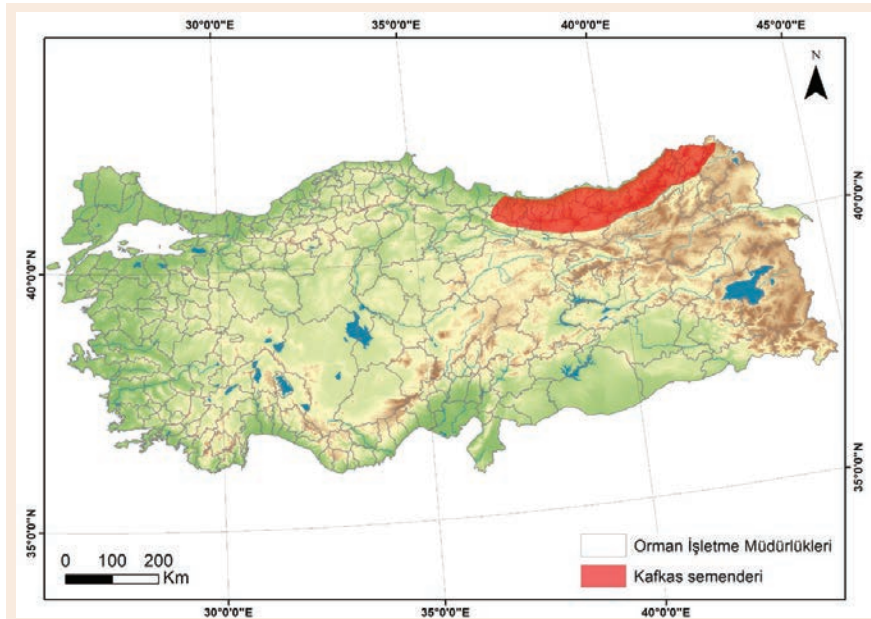 30°0'0"E 35°0'0"E 40°0'0"E 45°0'0"E
N
40°0'0"N
40°0'0"N
35°0'0"N
35°0'0"N
0 100 200
Km
Orman İşletme Müdürlükleri
Kafkas semenderi
30°0'0"E 35°0'0"E 40°0'0"E